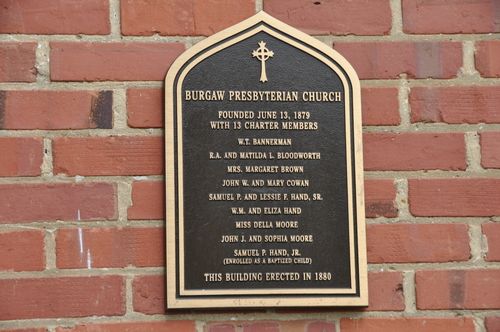 BURGAW PRESBYTERIAN CHURCH
FOUNDED JUNE 13, 1879
WITH 13 CHARTER MEMBERS
W.T. BANNERMAN
R.A. AND MATILDA L. BLOODWORTH
MRS. MARGARET BROWN
JOHN W. AND MARY COWAN
SAMUEL P. AND LESSIE F. HAND, SR.
W.M. AND ELIZA HAND
MISS DELLA MOORE
JOHN J. AND SOPHIA MOORE
SAMUEL P. HAND, JR.
(ENROLLED AS A BAPTIZED CHILD)
THIS BUILDING ERECTED IN 1880